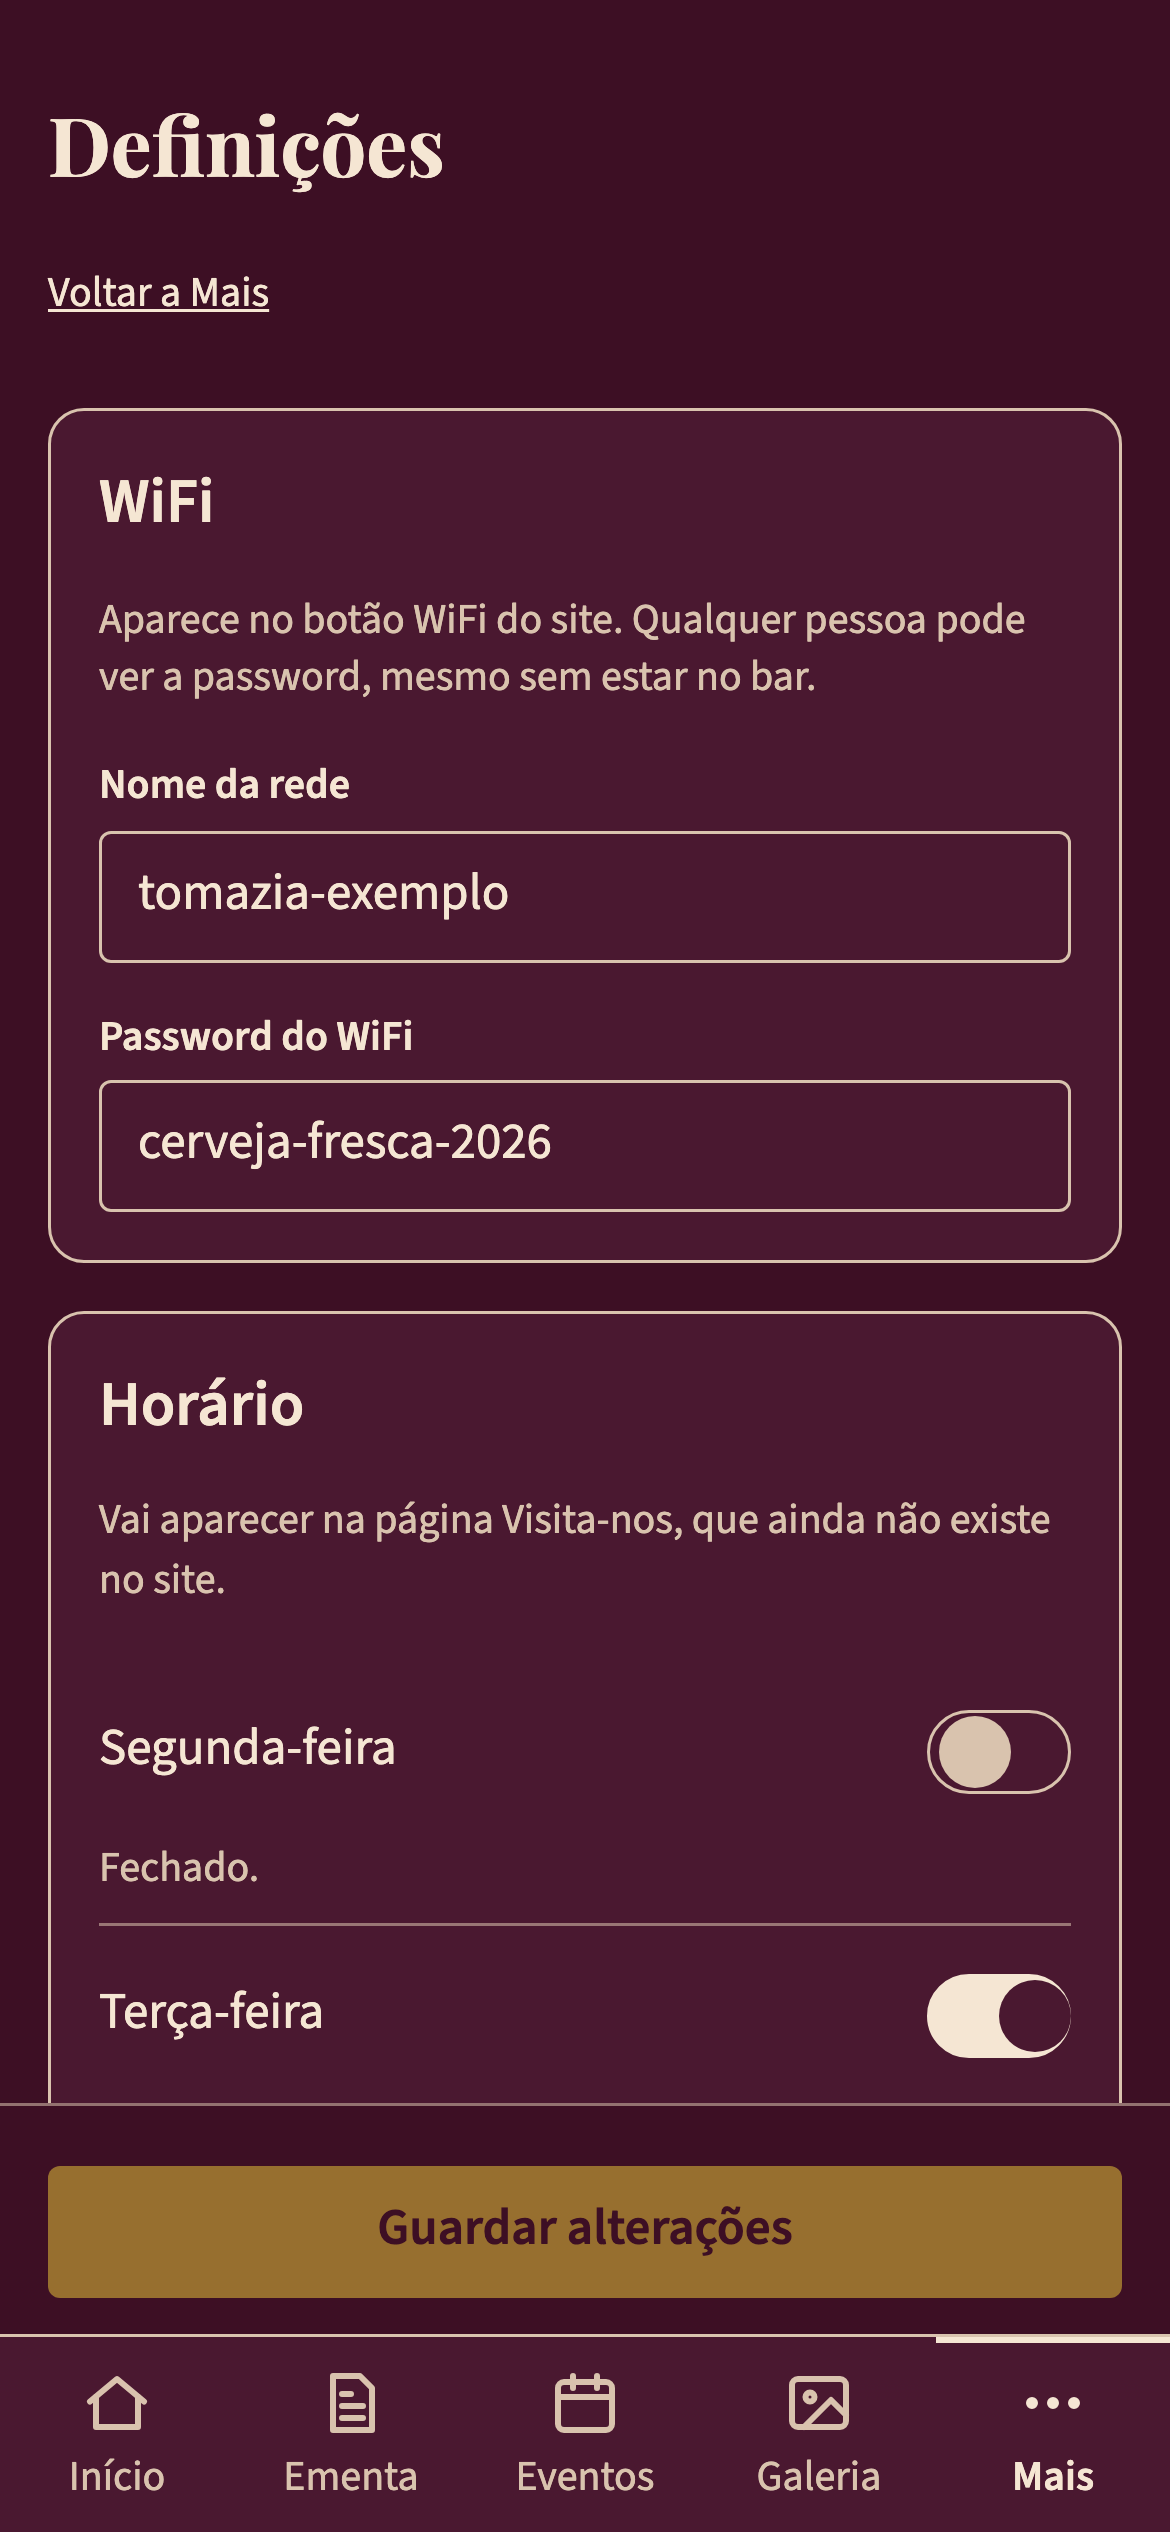 Definições
Voltar a Mais
WiFi
Aparece no botão WiFi do site. Qualquer pessoa pode
ver a password, mesmo sem estar no bar.
Nome da rede
tomazia-exemplo
Password do WiFi
cerveja-fresca-2026
Horário
Vai aparecer na página Visita-nos, que ainda não existe
no site.
Segunda-feira
Fechado.
Terça-feira
Guardar alterações
Início
Ementa
Eventos
Galeria
Mais